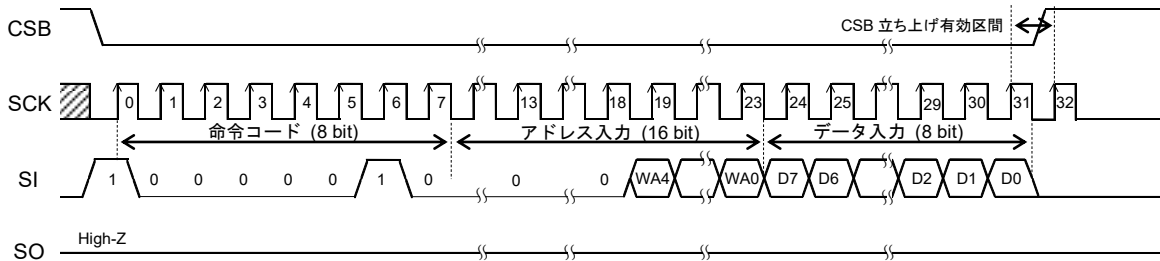 CSB
CSB 立ち上げ有効区間
SCK 0 1 2 3 4 5 6 7 13 18 19 23 24 25 29 30 31 32
命令コード (8 bit) アドレス入力 (16 bit) データ入力 (8 bit)
SI 1 0 0 0 0 0 1 0 0 0 WA4 WA0 D7 D6 D2 D1 D0
High-Z
SO